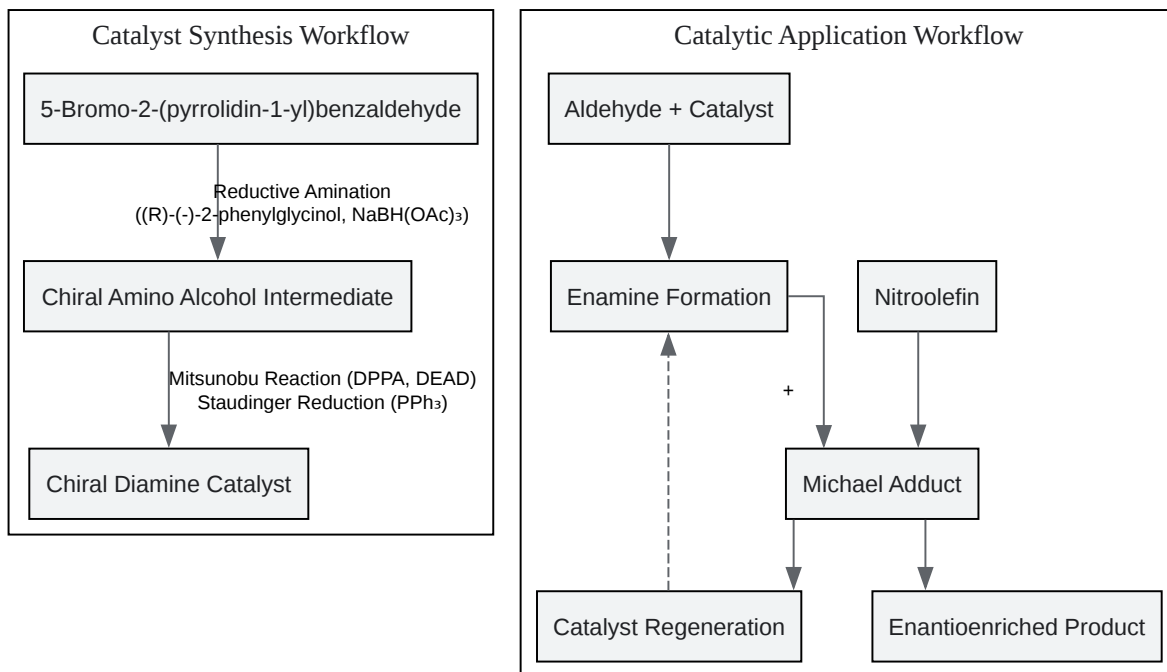 Catalyst Synthesis Workflow
5-Bromo-2-(pyrrolidin-1-yl)benzaldehyde
Reductive Amination
((R)-(-)-2-phenylglycinol, NaBH(OAc)₃)
Chiral Amino Alcohol Intermediate
Mitsunobu Reaction (DPPA, DEAD)
Staudinger Reduction (PPh₃)
Chiral Diamine Catalyst
Catalytic Application Workflow
Aldehyde + Catalyst
Enamine Formation
Nitroolefin
+
Michael Adduct
Catalyst Regeneration
Enantioenriched Product